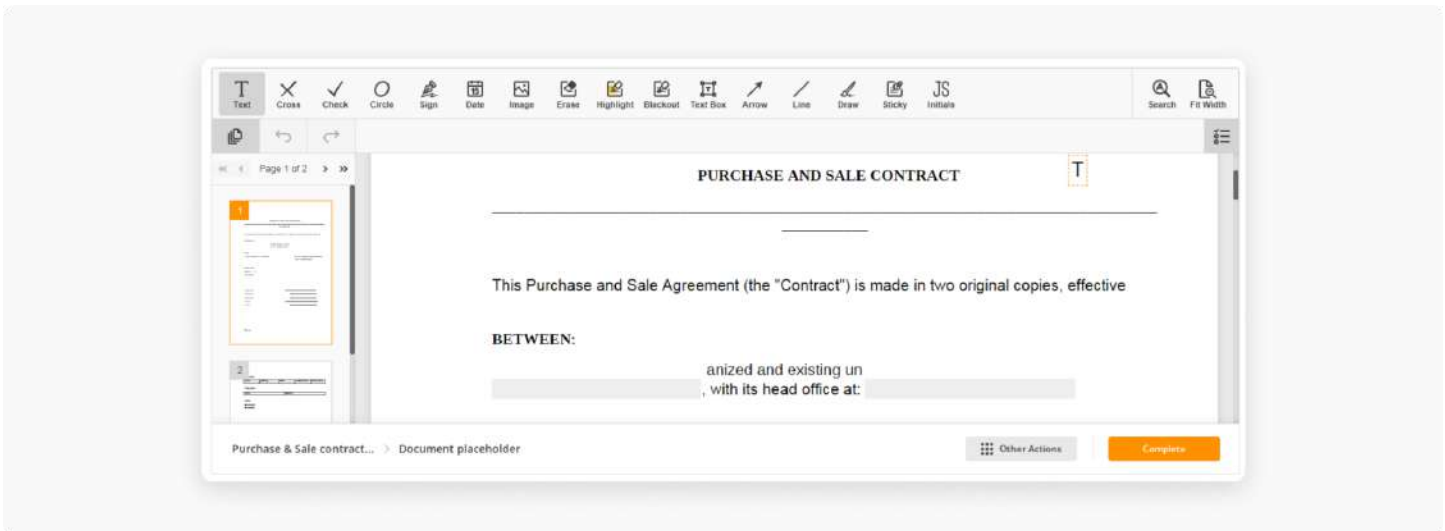 T
Text Cross Check Circle Sign Date Image Erase Highlight Blackout Text Box Arrow Line Draw Sticky JS Initials Search Fit Width
Page 1 of 2
1
2
PURCHASE AND SALE CONTRACT
T
This Purchase and Sale Agreement (the "Contract") is made in two original copies, effective
BETWEEN:
anized and existing un
, with its head office at:
Purchase & Sale contract... > Document placeholder
Other Actions
Complete